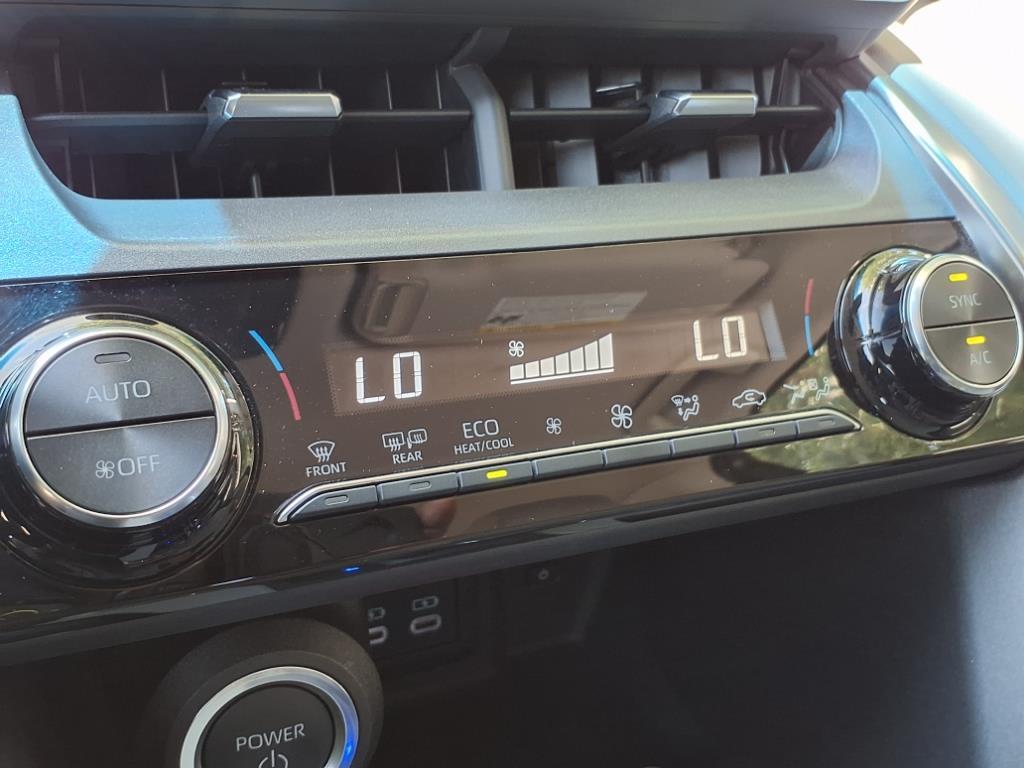 SYNC
A/C
LO
LO
AUTO
OFF
FRONT
REAR
ECO
HEAT/COOL
POWER